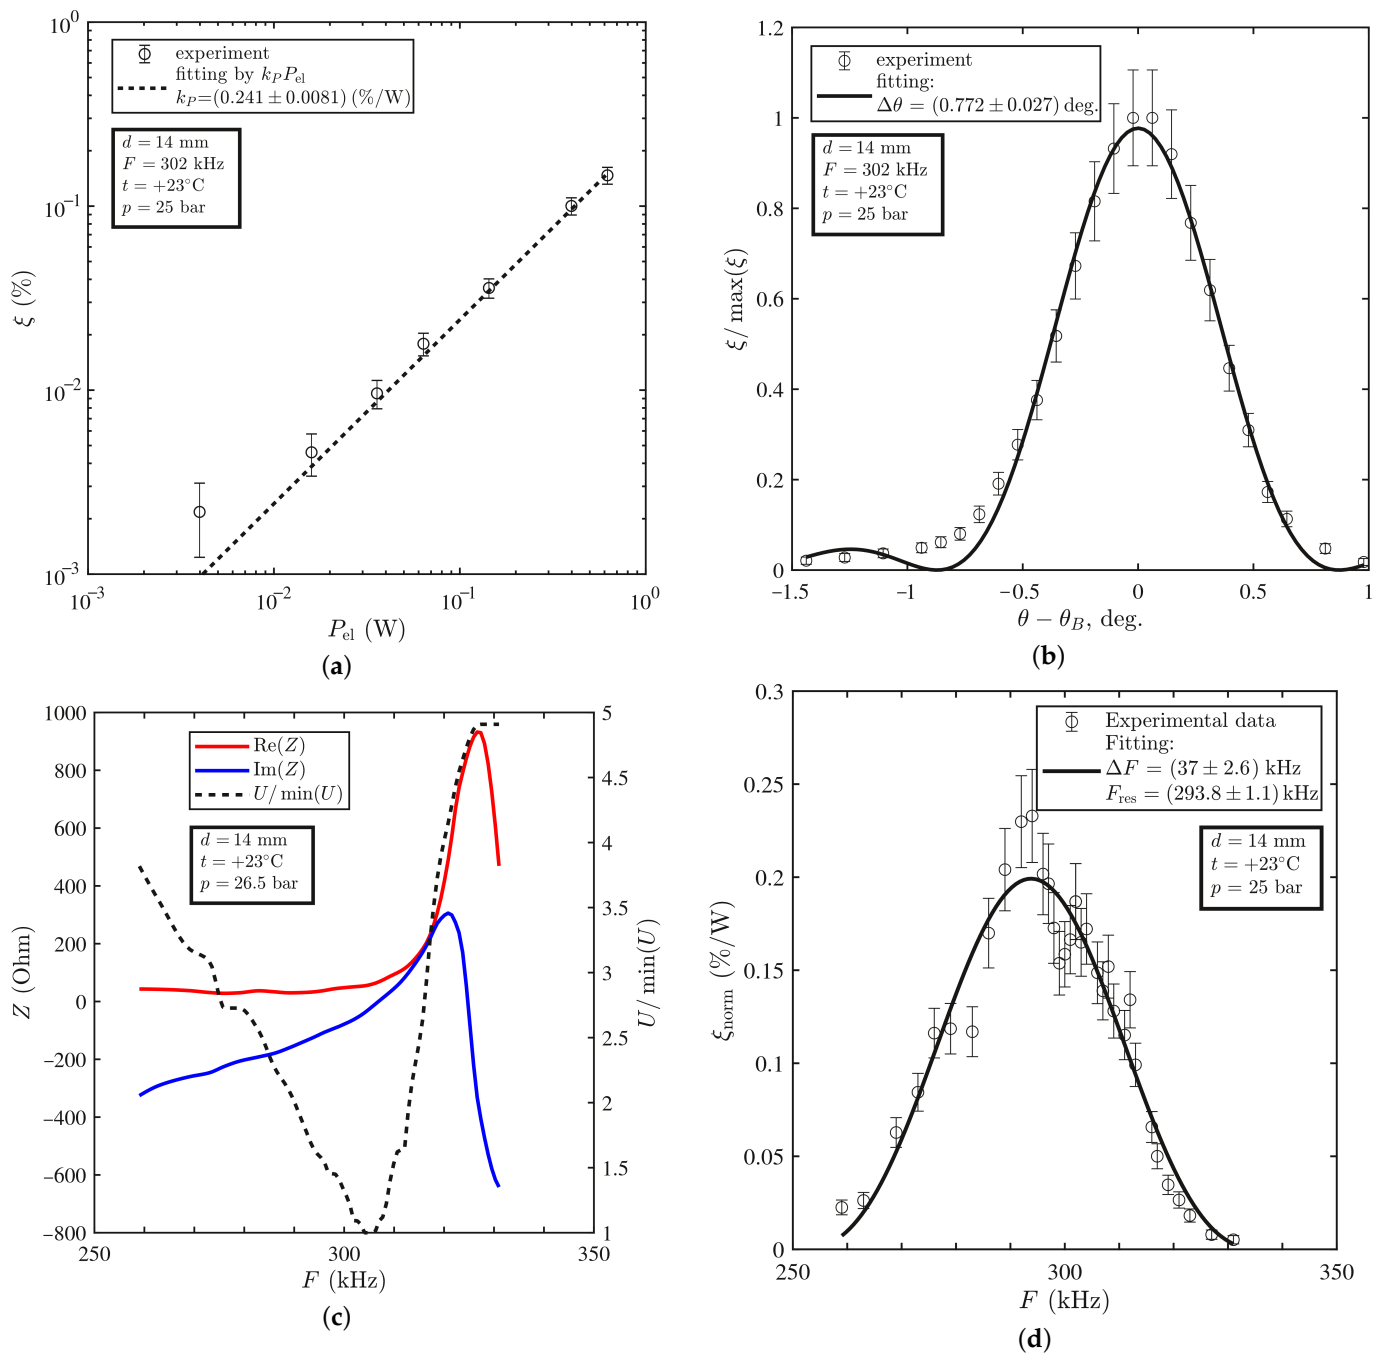 10⁰
10⁻¹
10⁻²
10⁻³
ξ (%)
experiment
fitting by k_P P_el
k_P=(0.241±0.0081) (%/W)
d = 14 mm
F = 302 kHz
t = +23°C
p = 25 bar
10⁻³ 10⁻² 10⁻¹ 10⁰
P_el (W)
(a)
1.2
1
0.8
0.6
0.4
0.2
0
ξ/ max(ξ)
experiment
fitting:
Δθ = (0.772±0.027) deg.
d = 14 mm
F = 302 kHz
t = +23°C
p = 25 bar
−1.5 −1 −0.5 0 0.5 1
θ − θ_B, deg.
(b)
1000
800
600
400
200
0
−200
−400
−600
−800
Z (Ohm)
Re(Z)
Im(Z)
U/ min(U)
d = 14 mm
t = +23°C
p = 26.5 bar
5
4.5
4
3.5
3
2.5
2
1.5
1
U/ min(U)
250 300 350
F (kHz)
(c)
0.3
0.25
0.2
0.15
0.1
0.05
0
ξ_norm (%/W)
Experimental data
Fitting:
ΔF = (37±2.6) kHz
F_res = (293.8±1.1) kHz
d = 14 mm
t = +23°C
p = 25 bar
250 300 350
F (kHz)
(d)